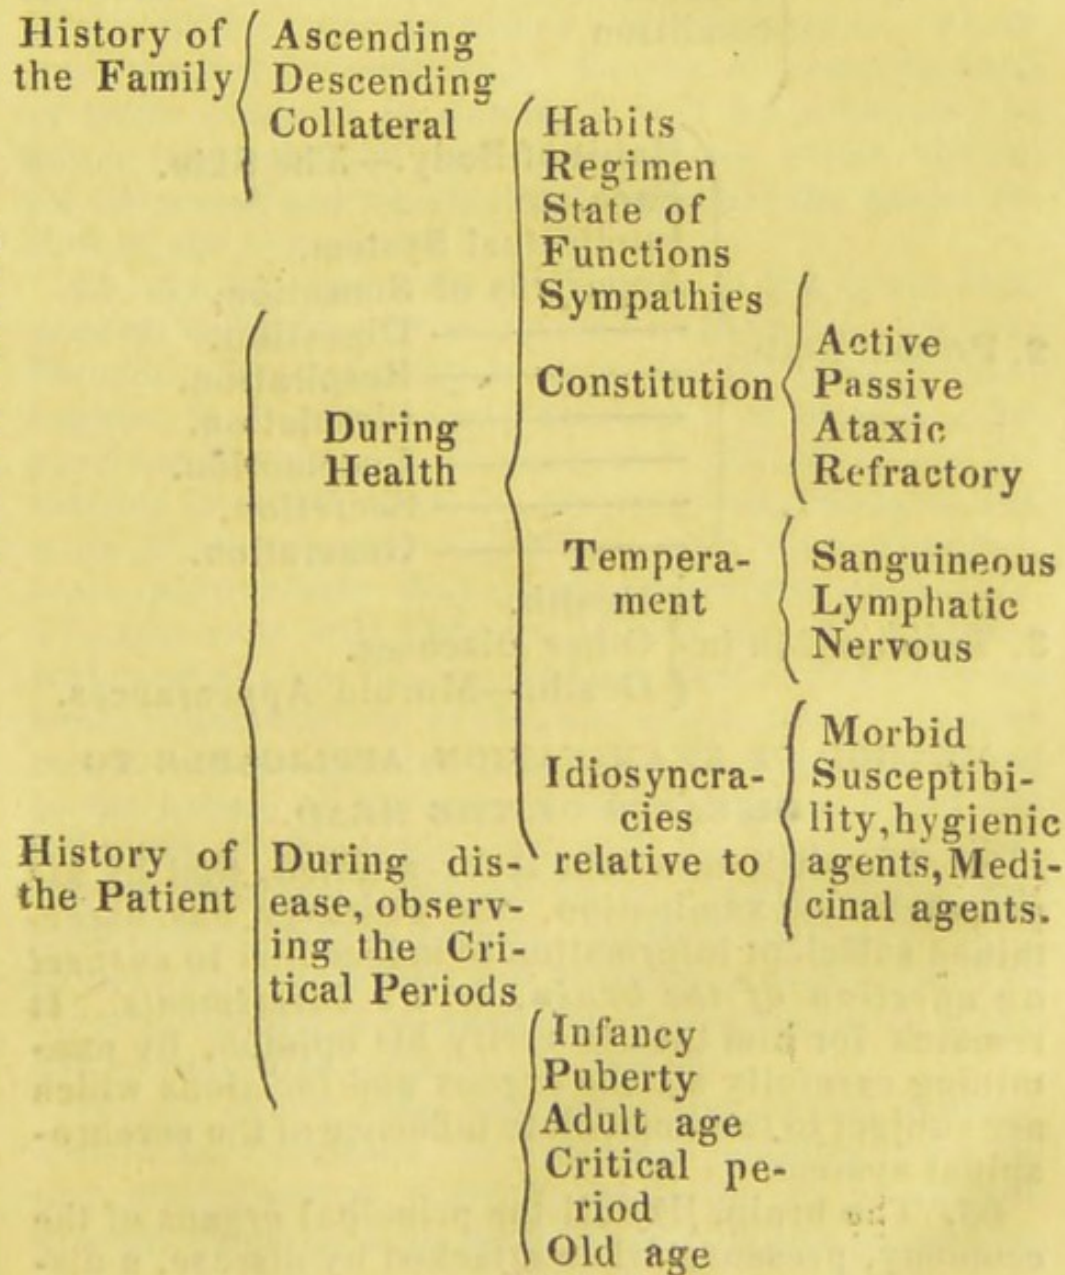 History of
the Family
Ascending
Descending
Collateral
History of
the Patient
During
Health
Habits
Regimen
State of
Functions
Sympathies
Constitution
Active
Passive
Ataxic
Refractory
Tempera-
ment
Sanguineous
Lymphatic
Nervous
Idiosyncra-
cies
relative to
Morbid
Susceptibi-
lity, hygienic
agents, Medi-
cinal agents.
During dis-
ease, observ-
ing the Cri-
tical Periods
Infancy
Puberty
Adult age
Critical pe-
riod
Old age